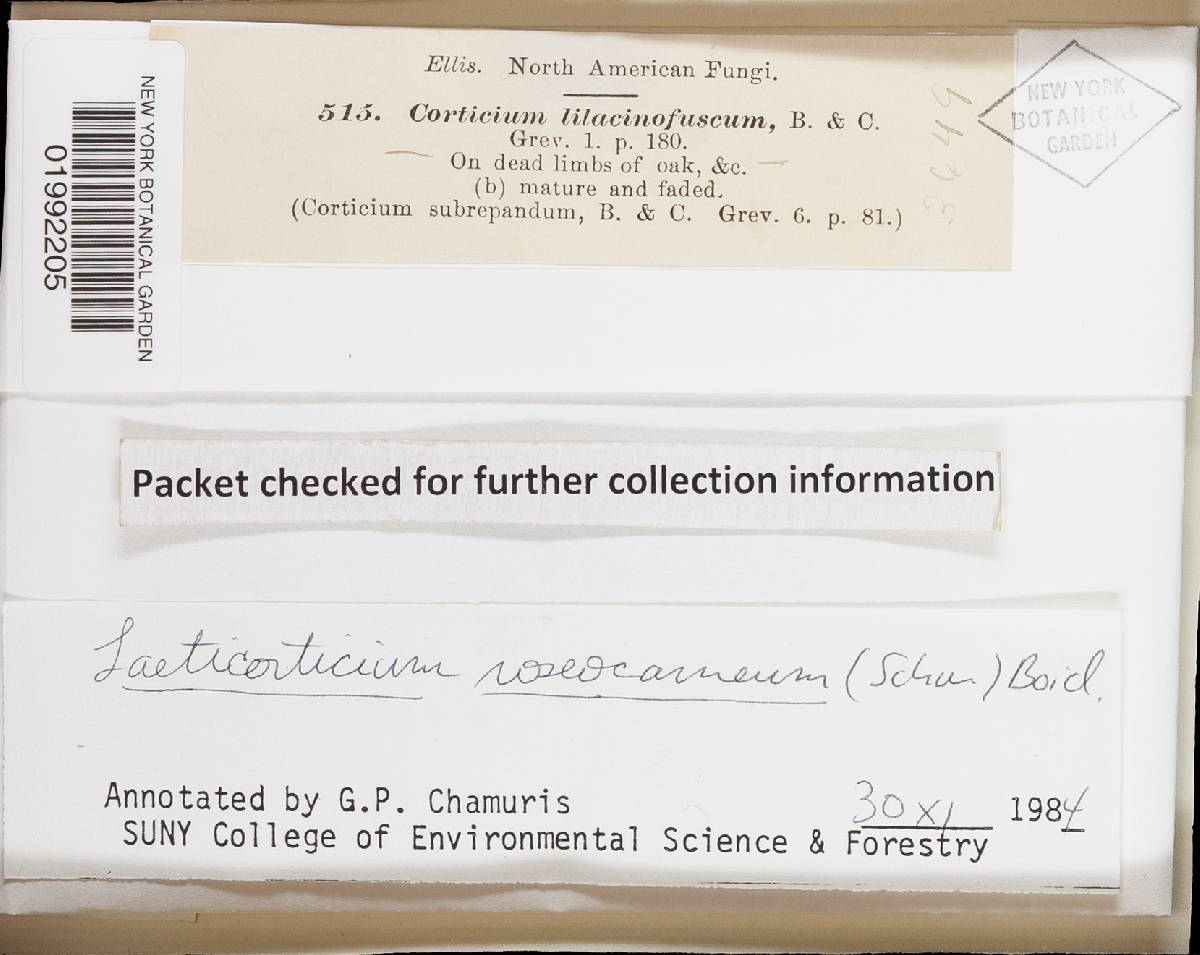 Ellis. North American Fungi.
515. Corticium lilacinofuscum, B. & C.
Grev. 1. p. 180.
On dead limbs of oak, &c.
(b) mature and faded.
(Corticium subrepandum, B. & C. Grev. 6. p. 81.)
NEW YORK
BOTANICAL
GARDEN
NEW YORK BOTANICAL GARDEN
01992205
Packet checked for further collection information
Laeticorticium roseocarneum (Schw.) Boid.
Annotated by G.P. Chamuris 30 XI 1984
SUNY College of Environmental Science & Forestry